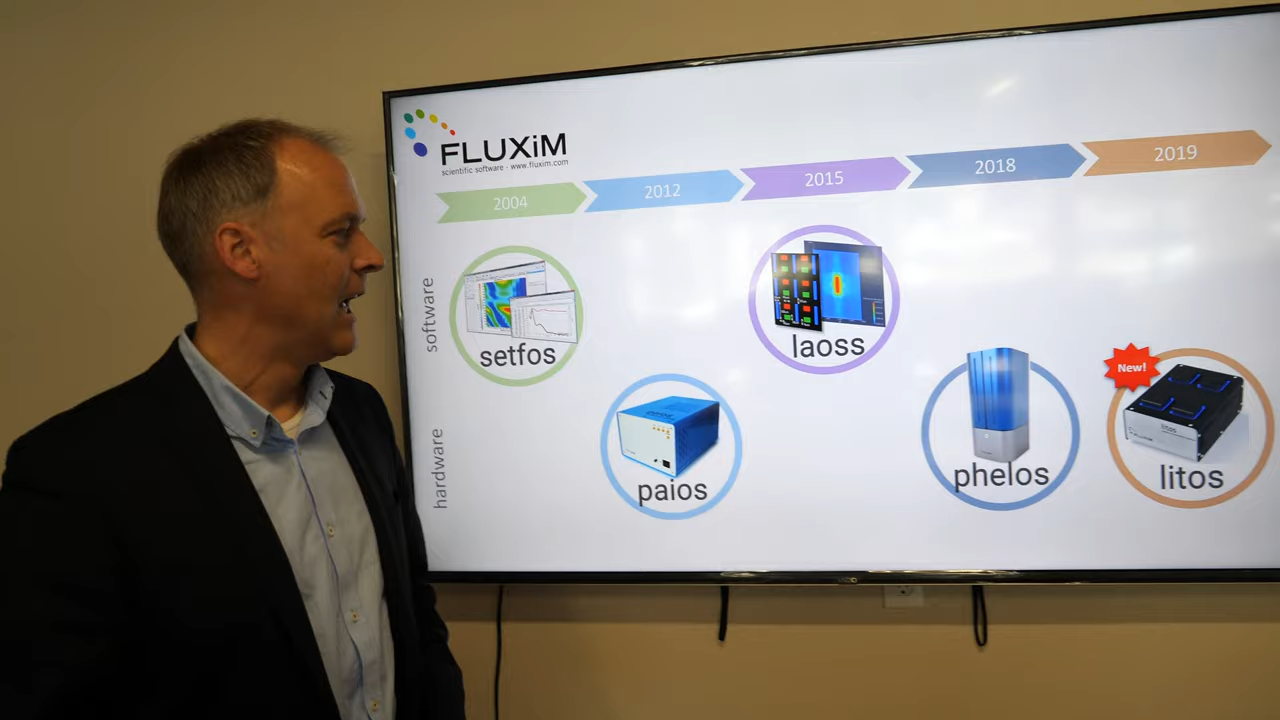 FLUXiM
scientific software - www.fluxim.com
2004
2012
2015
2018
2019
software
setfos
laoss
hardware
paios
phelos
New!
litos